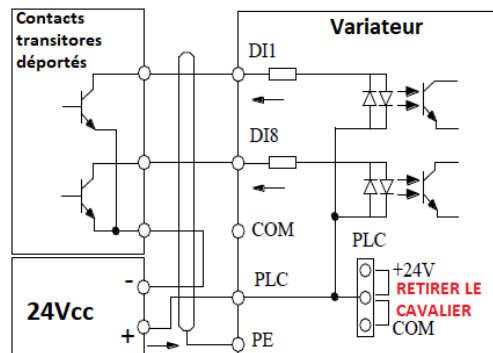 Contacts
transitores
déportés
Variateur
DI1
DI8
COM
PLC
PLC
+24V
RETIRER LE
CAVALIER
COM
-
24Vcc
+
PE